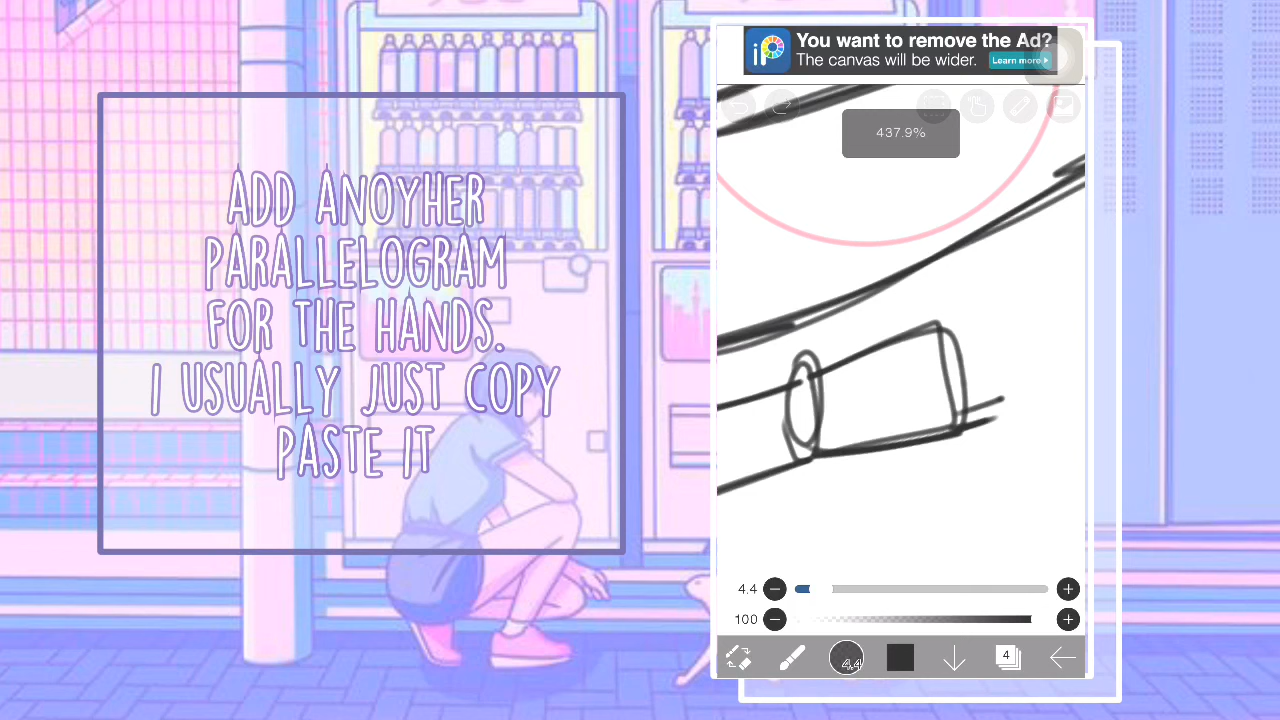 ADD ANOYHER
PARALLELOGRAM
FOR THE HANDS.
I USUALLY JUST COPY
PASTE IT
You want to remove the Ad?
The canvas will be wider.
Learn more
iP
437.9%
4.4
100
4.4
4